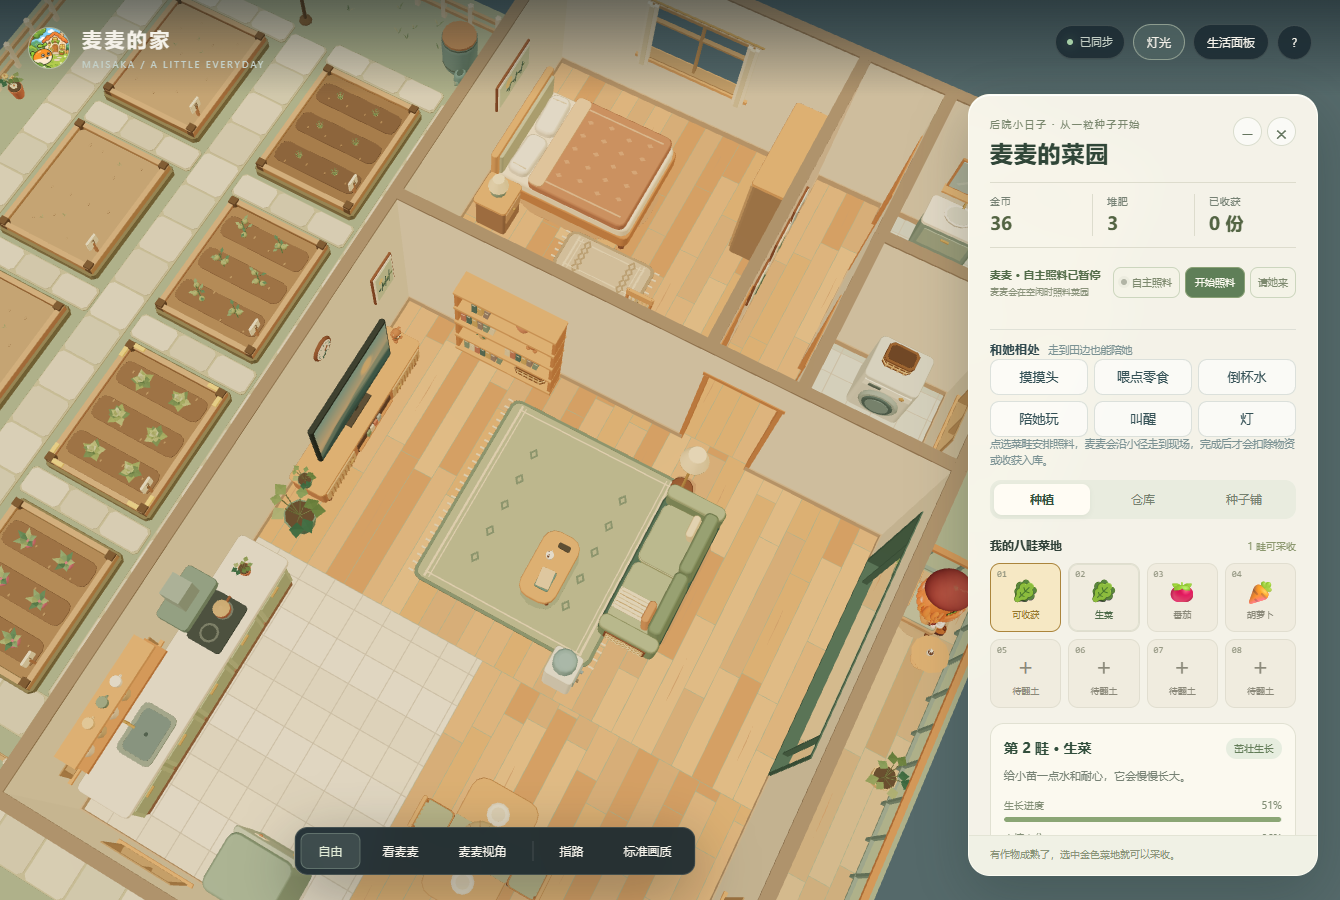 麦麦的家
MAISAKA / A LITTLE EVERYDAY
已同步
灯光
生活面板
?
后院小日子 · 从一粒种子开始
麦麦的菜园
金币
堆肥
已收获
36
3
0 份
麦麦 · 自主照料已暂停
麦麦会在空闲时照料菜园
自主照料
开始照料
请她来
和她相处 走到田边也能陪她
摸摸头
喂点零食
倒杯水
陪她玩
叫醒
灯
点选菜畦安排照料，麦麦会沿小径走到现场，完成后才会扣除物资
或收获入库。
种植
仓库
种子铺
我的八畦菜地
1 畦可采收
01
可收获
02
生菜
03
番茄
04
胡萝卜
05
+
待翻土
06
+
待翻土
07
+
待翻土
08
+
待翻土
第 2 畦 · 生菜
茁壮生长
给小苗一点水和耐心，它会慢慢长大。
生长进度
51%
有作物成熟了，选中金色菜地就可以采收。
自由
看麦麦
麦麦视角
指路
标准画质